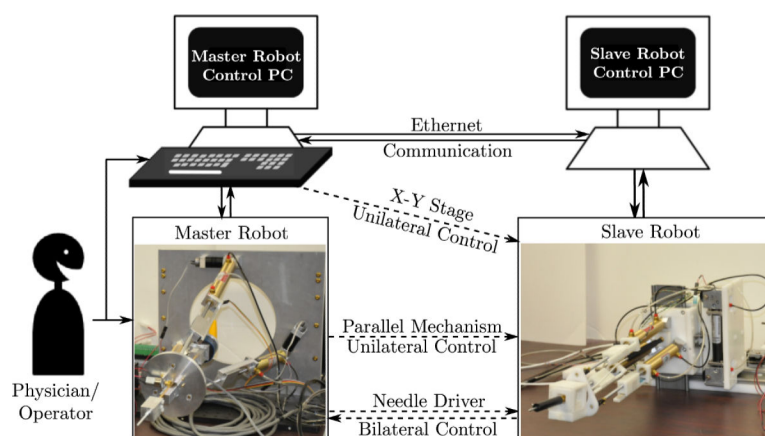 Master Robot
Control PC
Slave Robot
Control PC
Ethernet
Communication
X-Y Stage
Unilateral Control
Master Robot
Slave Robot
Parallel Mechanism
Unilateral Control
Physician/
Operator
Needle Driver
Bilateral Control